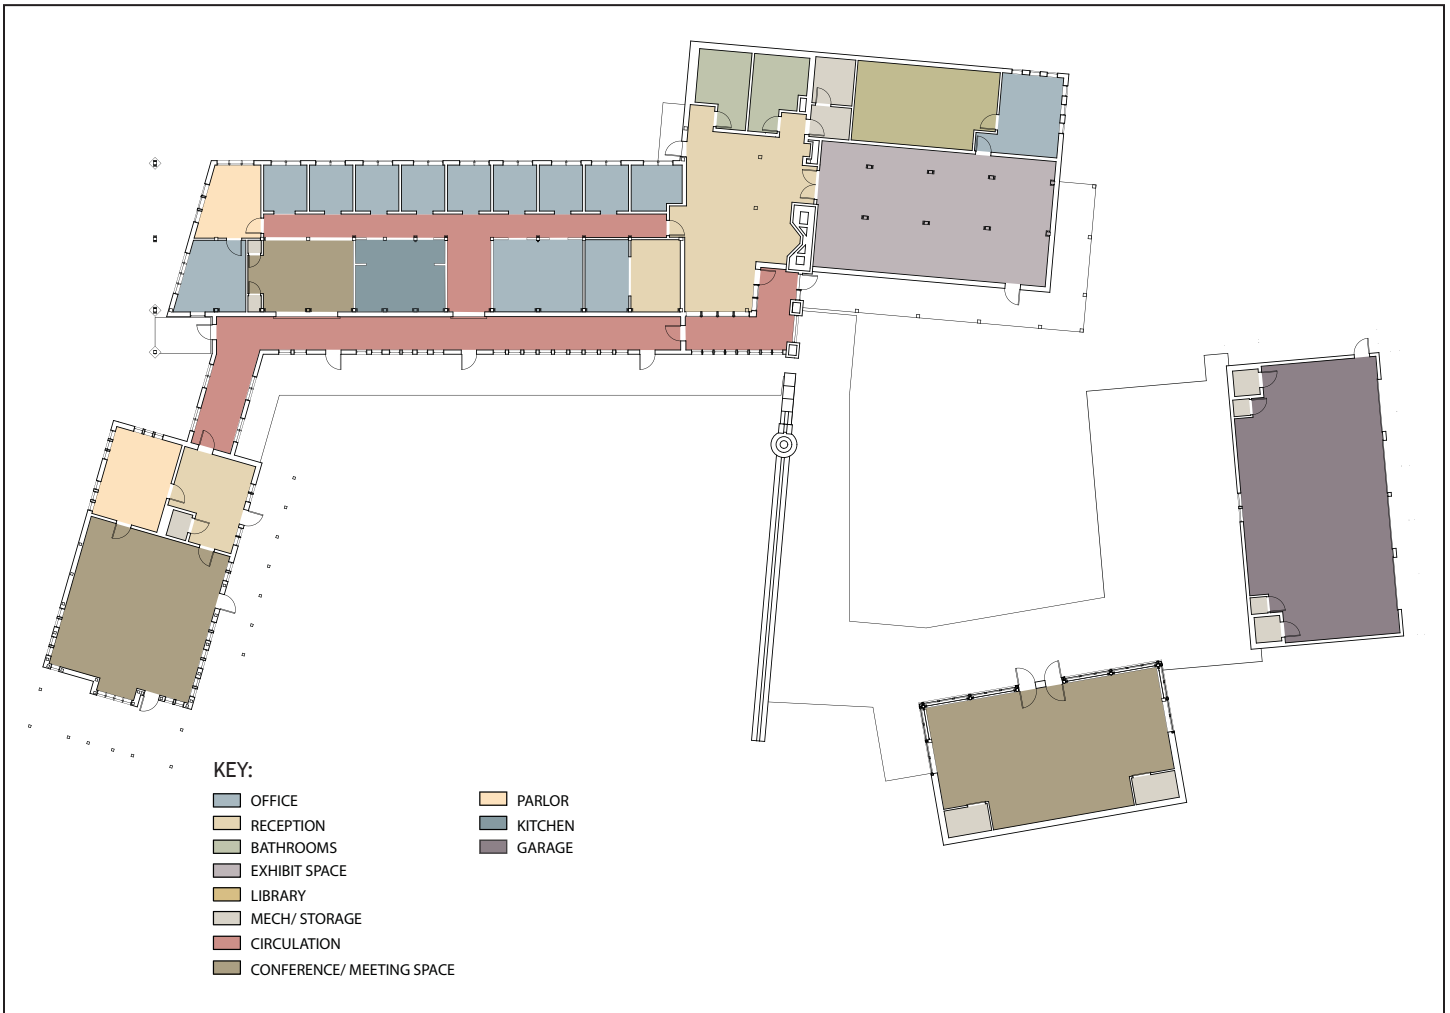 KEY:
OFFICE
RECEPTION
BATHROOMS
EXHIBIT SPACE
LIBRARY
MECH/ STORAGE
CIRCULATION
CONFERENCE/ MEETING SPACE
PARLOR
KITCHEN
GARAGE